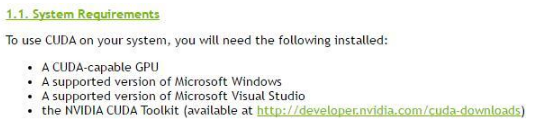 1.1. System Requirements
To use CUDA on your system, you will need the following installed:
• A CUDA-capable GPU
• A supported version of Microsoft Windows
• A supported version of Microsoft Visual Studio
• the NVIDIA CUDA Toolkit (available at http://developer.nvidia.com/cuda-downloads)